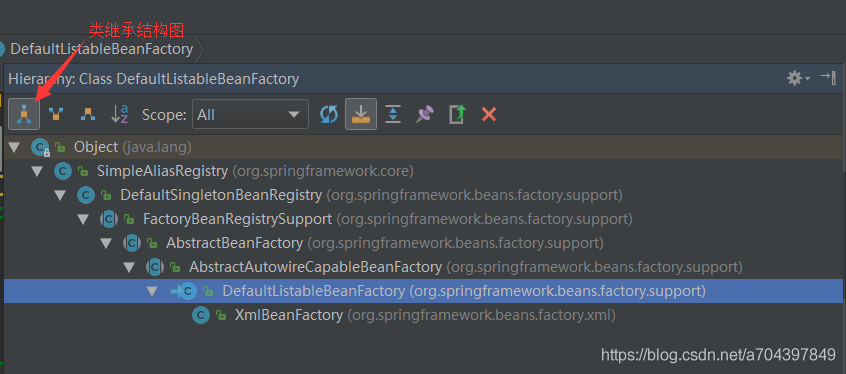 类继承结构图
DefaultListableBeanFactory
Hierarchy: Class DefaultListableBeanFactory
Scope: All
Object (java.lang)
SimpleAliasRegistry (org.springframework.core)
DefaultSingletonBeanRegistry (org.springframework.beans.factory.support)
FactoryBeanRegistrySupport (org.springframework.beans.factory.support)
AbstractBeanFactory (org.springframework.beans.factory.support)
AbstractAutowireCapableBeanFactory (org.springframework.beans.factory.support)
DefaultListableBeanFactory (org.springframework.beans.factory.support)
XmlBeanFactory (org.springframework.beans.factory.xml)
https://blog.csdn.net/a704397849